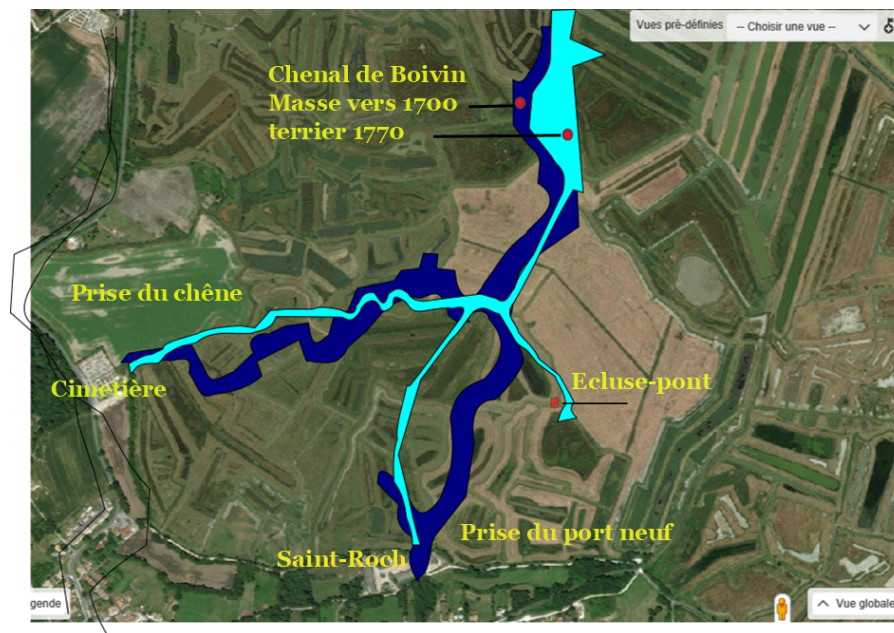 Vues pré-définies -- Choisir une vue --
Chenal de Boivin
Masse vers 1700
terrier 1770
Prise du chêne
Cimetière
Ecluse-pont
Prise du port neuf
Saint-Roch
gende
Vue globale